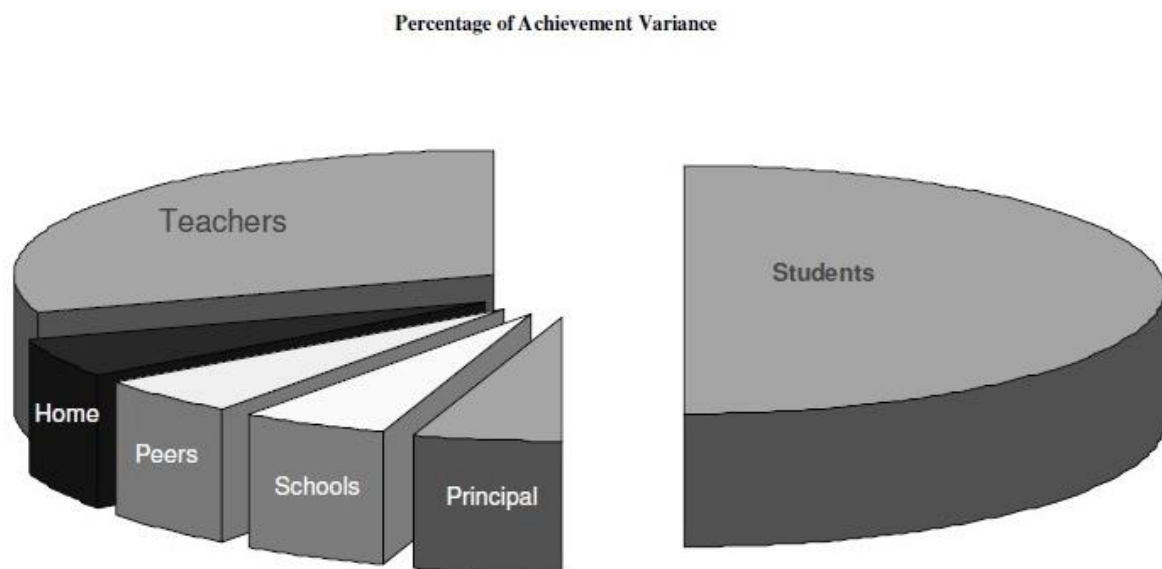 Percentage of Achievement Variance
Teachers
Students
Home
Peers
Schools
Principal